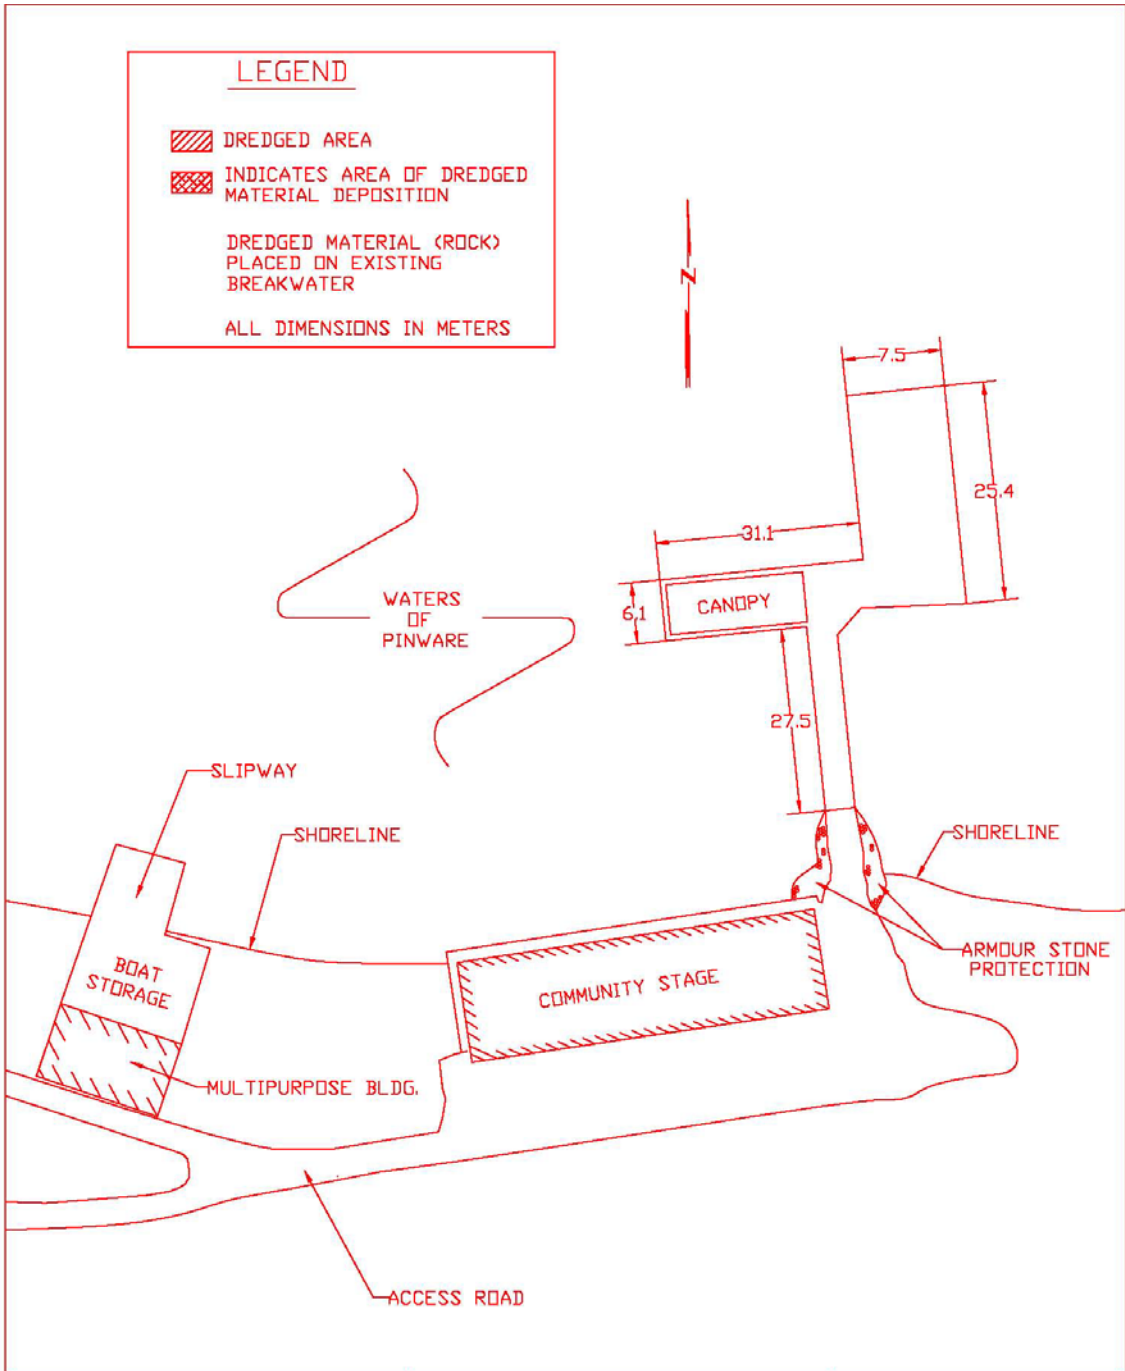 LEGEND
DREDGED AREA
INDICATES AREA OF DREDGED
MATERIAL DEPOSITION
DREDGED MATERIAL (ROCK)
PLACED ON EXISTING
BREAKWATER
ALL DIMENSIONS IN METERS
N
7.5
25.4
31.1
CANOPY
6.1
WATERS
OF
PINWARE
27.5
SLIPWAY
SHORELINE
SHORELINE
ARMOUR STONE
PROTECTION
BOAT
STORAGE
COMMUNITY STAGE
MULTIPURPOSE BLDG.
ACCESS ROAD